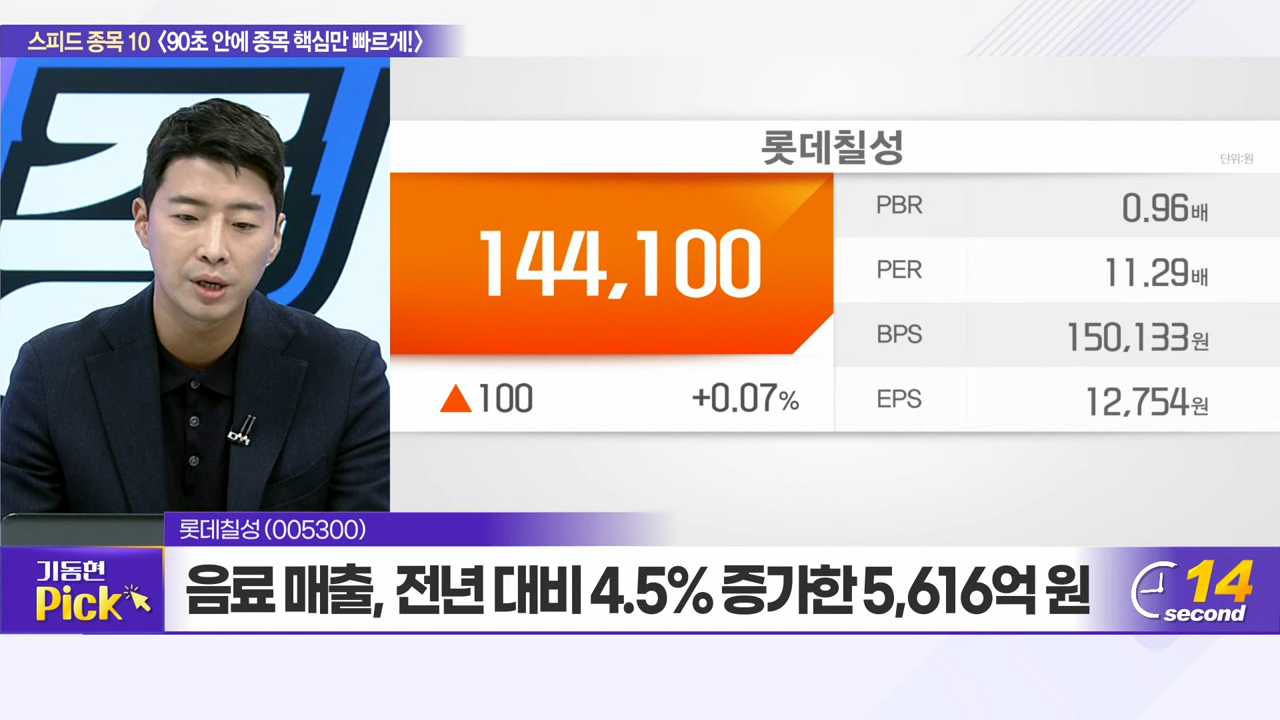 스피드 종목 10 〈90초 안에 종목 핵심만 빠르게!〉
롯데칠성
단위:원
144,100
▲100 +0.07%
PBR 0.96배
PER 11.29배
BPS 150,133원
EPS 12,754원
롯데칠성 (005300)
기동현
Pick
음료 매출, 전년 대비 4.5% 증가한 5,616억 원
14
second